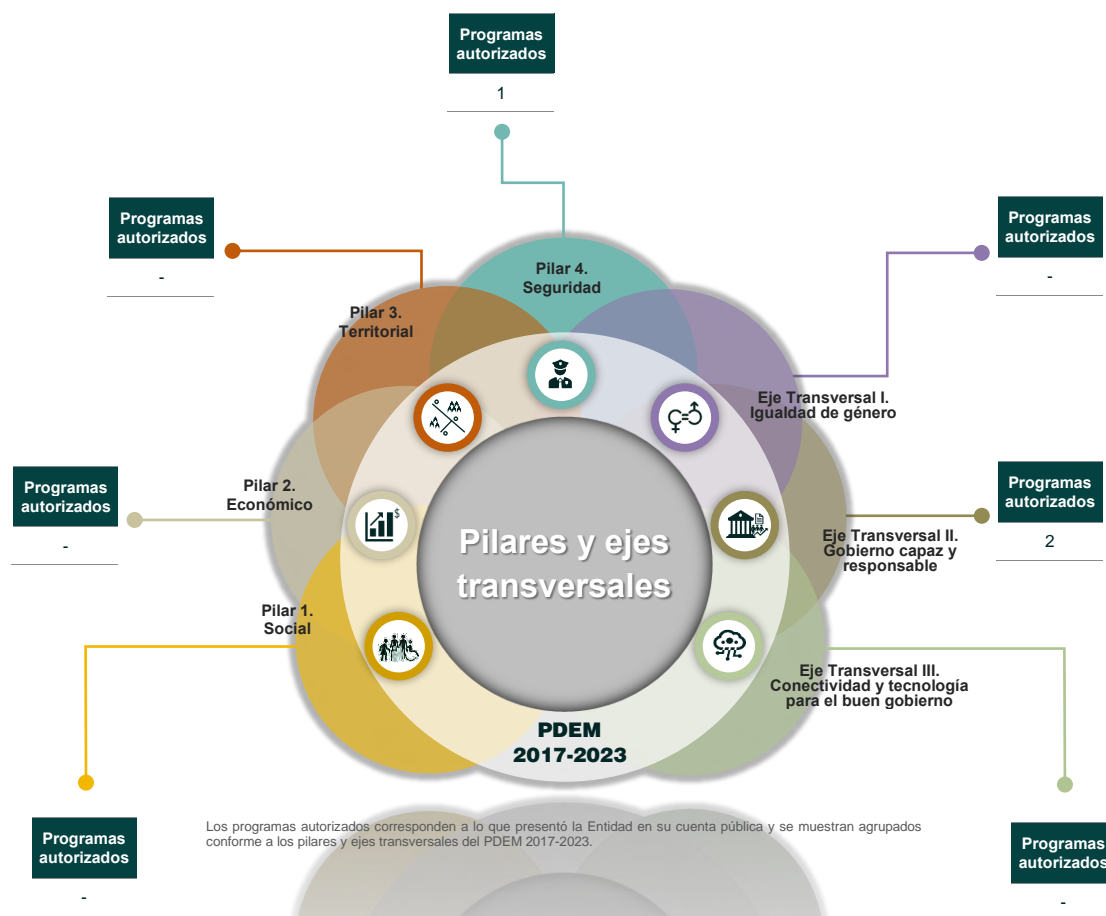 Programas
autorizados
1
Programas
autorizados
-
Programas
autorizados
-
Pilar 4.
Seguridad
Pilar 3.
Territorial
Eje Transversal I.
Igualdad de género
Programas
autorizados
-
Pilar 2.
Económico
$
Programas
autorizados
2
Eje Transversal II.
Gobierno capaz y
responsable
Pilares y ejes
transversales
Pilar 1.
Social
Eje Transversal III.
Conectividad y tecnología
para el buen gobierno
PDEM
2017-2023
Los programas autorizados corresponden a lo que presentó la Entidad en su cuenta pública y se muestran agrupados
conforme a los pilares y ejes transversales del PDEM 2017-2023.
Programas
autorizados
-
Programas
autorizados
-